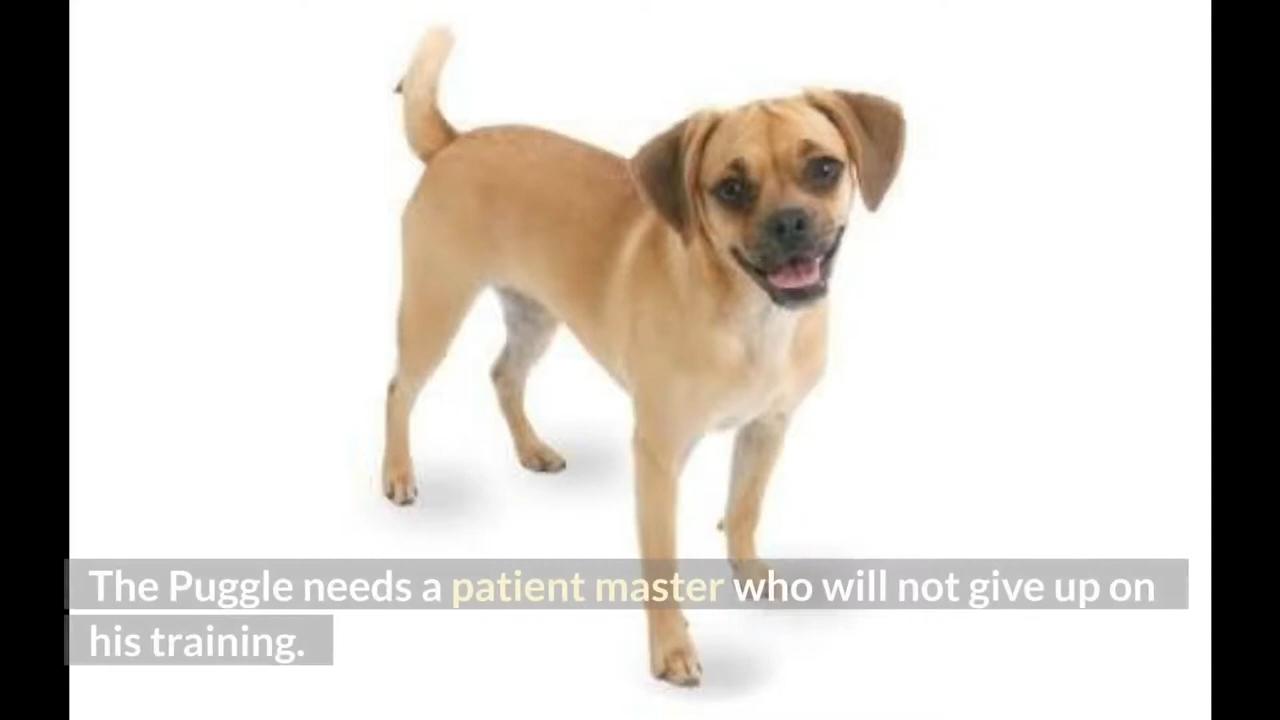 The Puggle needs a patient master who will not give up on
his training.